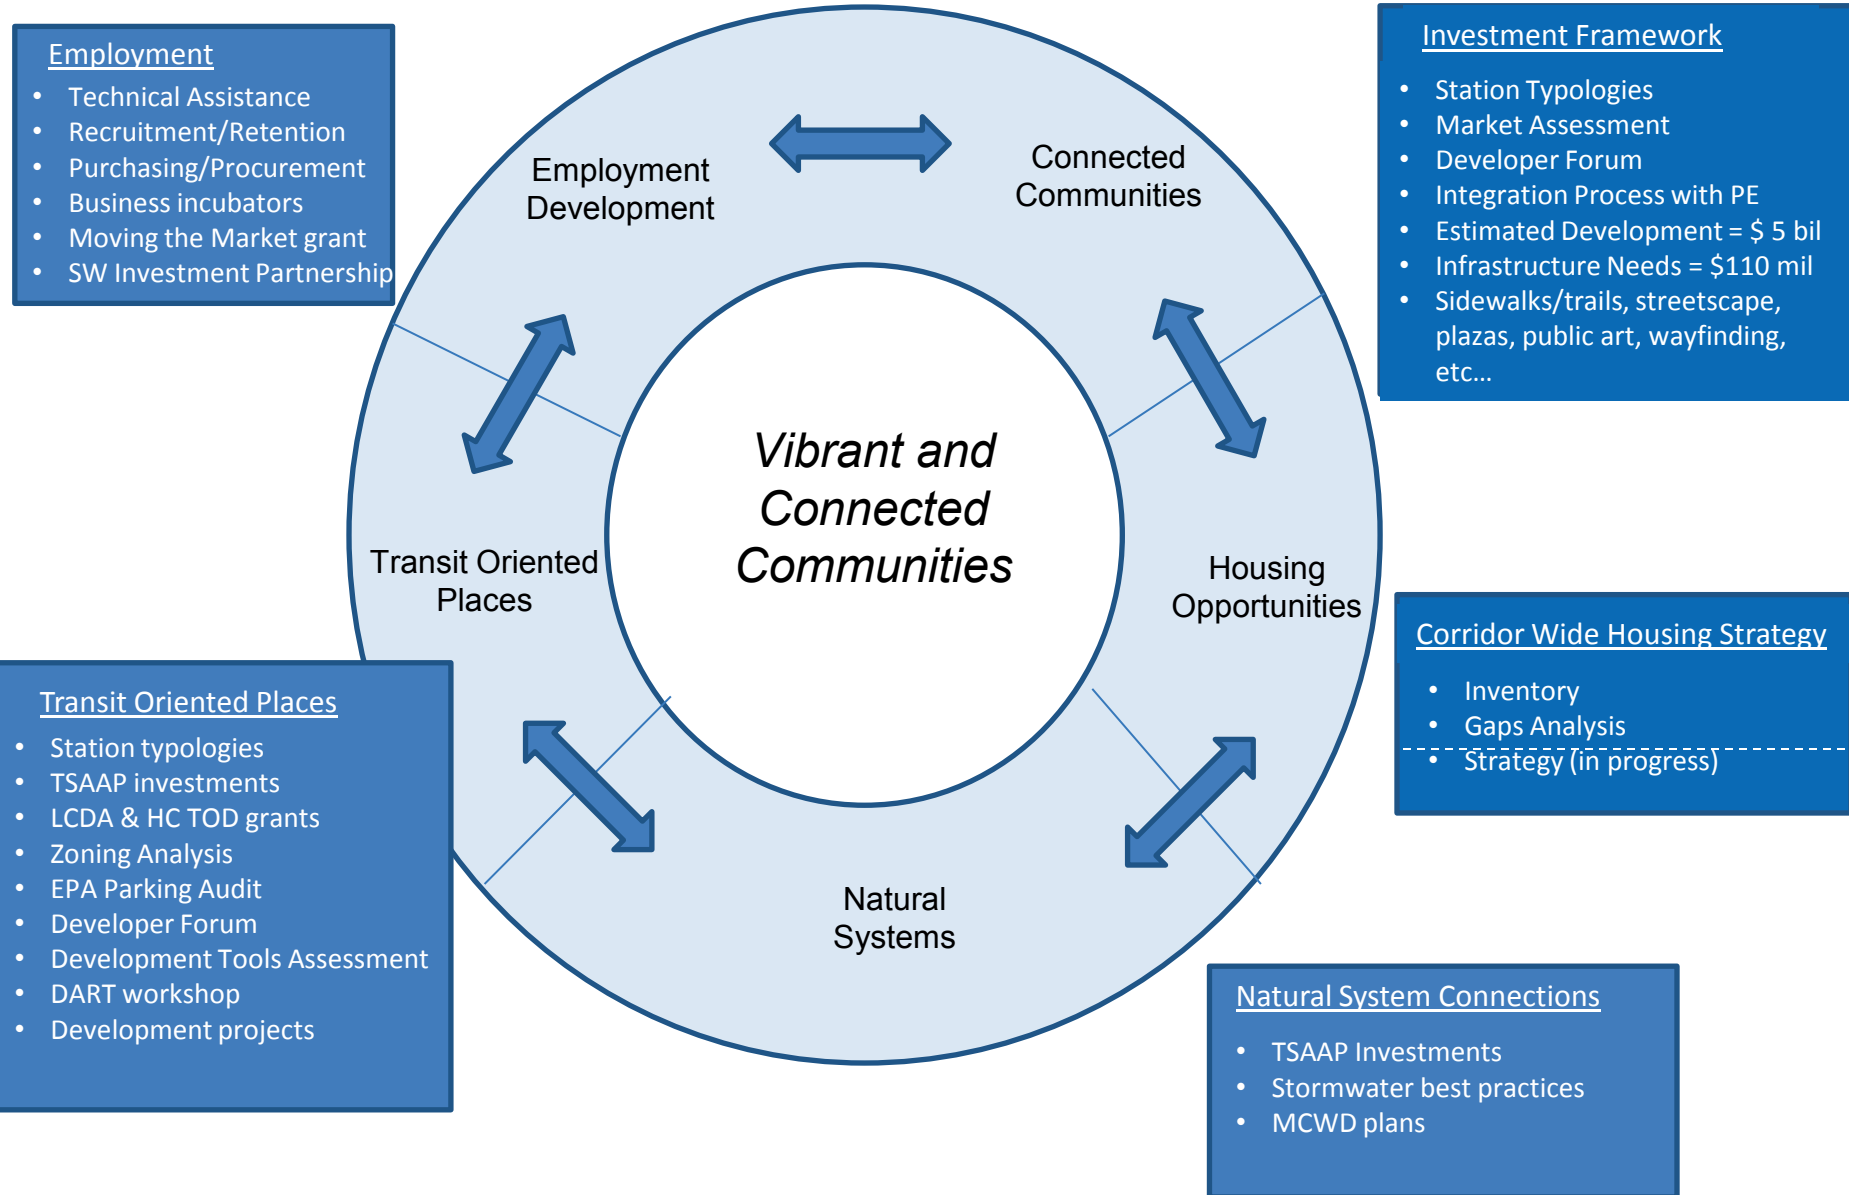 Employment
• Technical Assistance
• Recruitment/Retention
• Purchasing/Procurement
• Business incubators
• Moving the Market grant
• SW Investment Partnership
Employment
Development
Connected
Communities
Investment Framework
• Station Typologies
• Market Assessment
• Developer Forum
• Integration Process with PE
• Estimated Development = $ 5 bil
• Infrastructure Needs = $110 mil
• Sidewalks/trails, streetscape,
plazas, public art, wayfinding,
etc…
Vibrant and
Connected
Communities
Transit Oriented
Places
Housing
Opportunities
Corridor Wide Housing Strategy
• Inventory
• Gaps Analysis
• Strategy (in progress)
Transit Oriented Places
• Station typologies
• TSAAP investments
• LCDA & HC TOD grants
• Zoning Analysis
• EPA Parking Audit
• Developer Forum
• Development Tools Assessment
• DART workshop
• Development projects
Natural
Systems
Natural System Connections
• TSAAP Investments
• Stormwater best practices
• MCWD plans